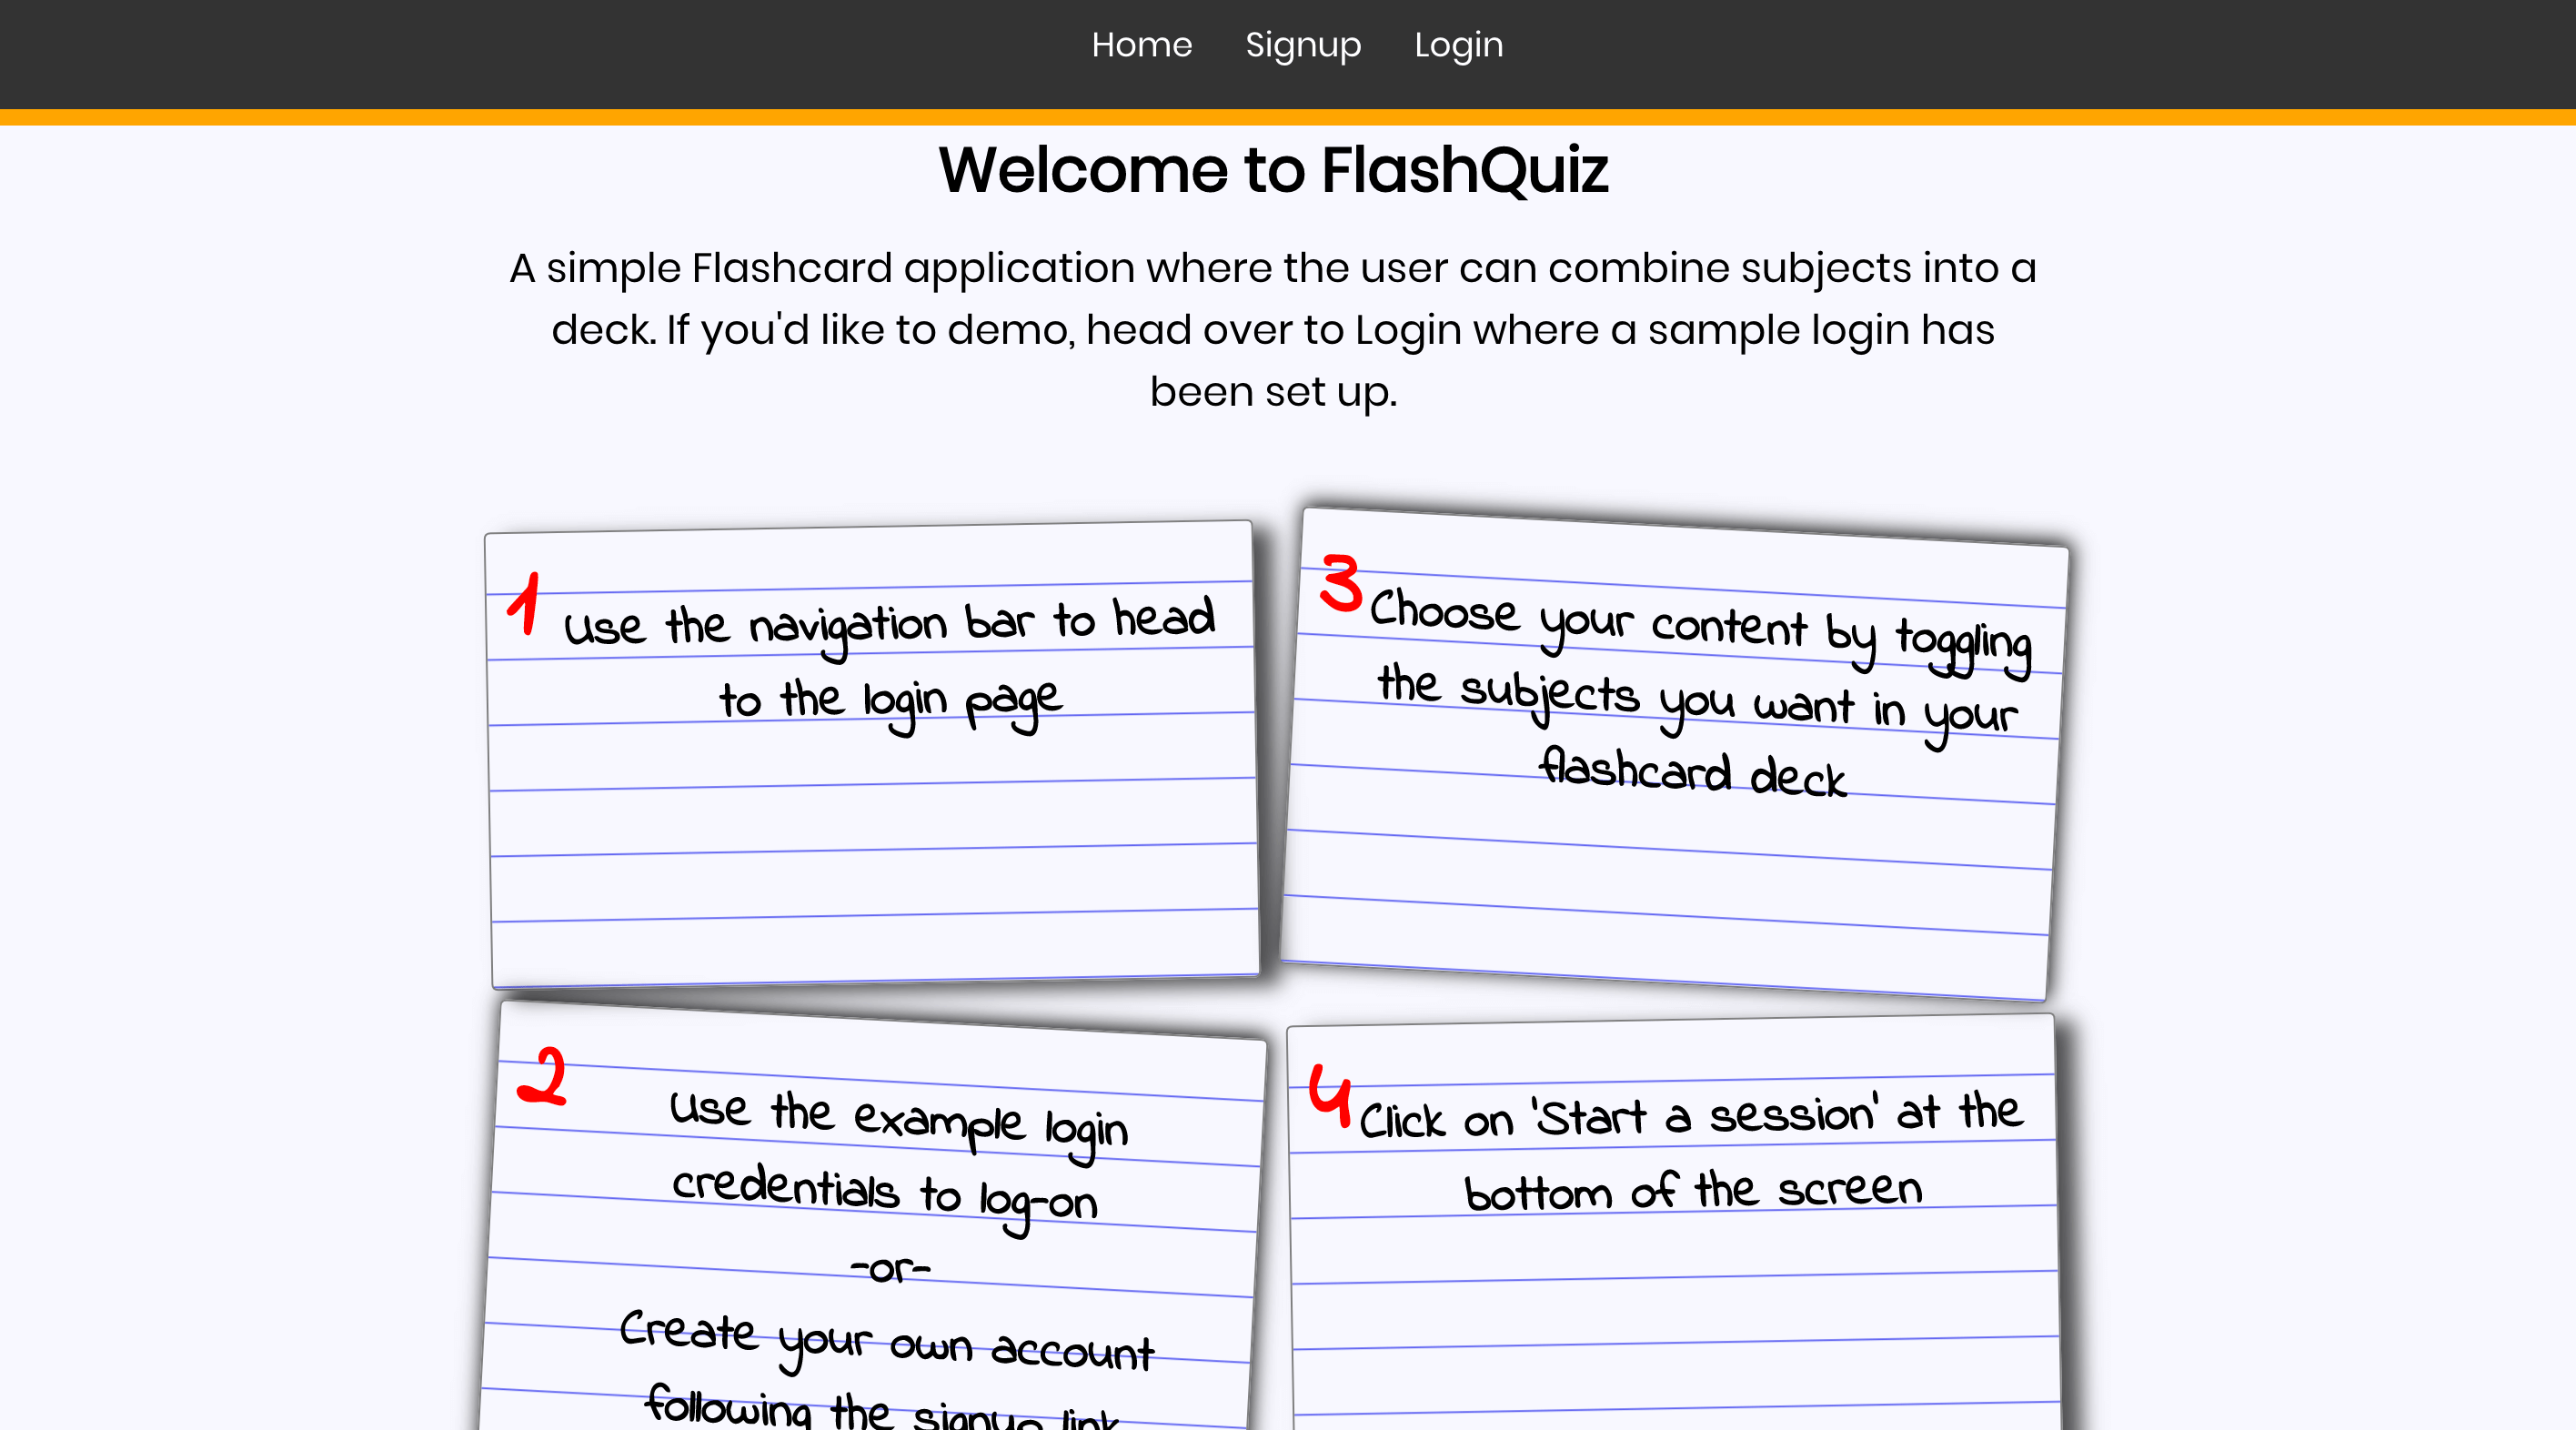 Home Signup Login
Welcome to FlashQuiz
A simple Flashcard application where the user can combine subjects into a
deck. If you'd like to demo, head over to Login where a sample login has
been set up.
1
Use the navigation bar to head
to the login page
2
Use the example login
credentials to log-on
-or-
Create your own account
following the signup link
3
Choose your content by toggling
the subjects you want in your
flashcard deck
4
Click on 'Start a session' at the
bottom of the screen